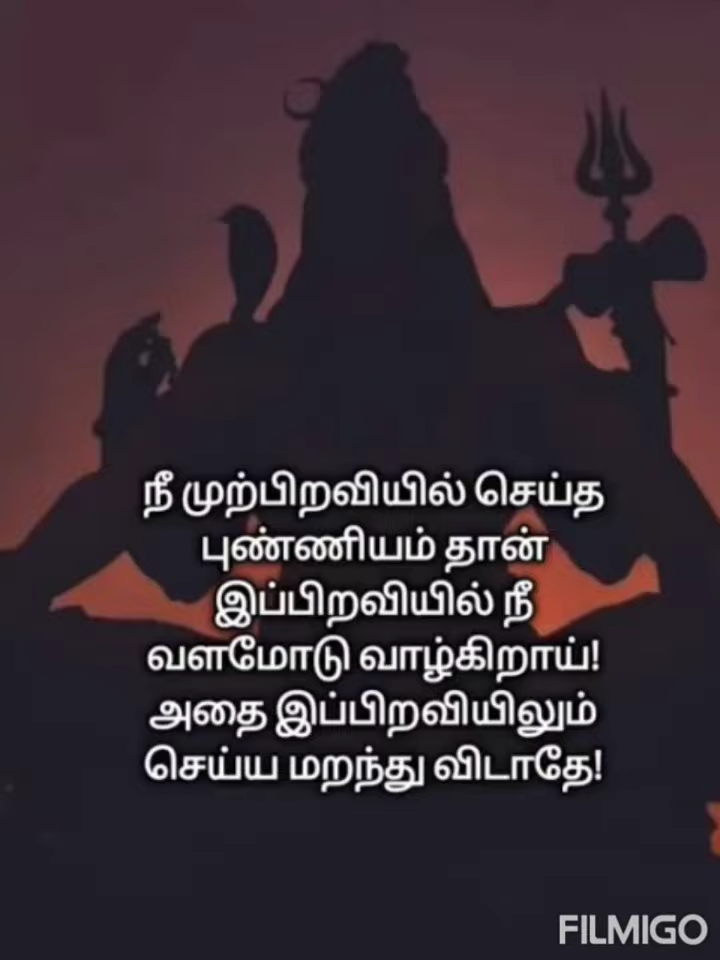 நீ முற்பிறவியில் செய்த
புண்ணியம் தான்
இப்பிறவியில் நீ
வளமோடு வாழ்கிறாய்!
அதை இப்பிறவியிலும்
செய்ய மறந்து விடாதே!
FILMIGO